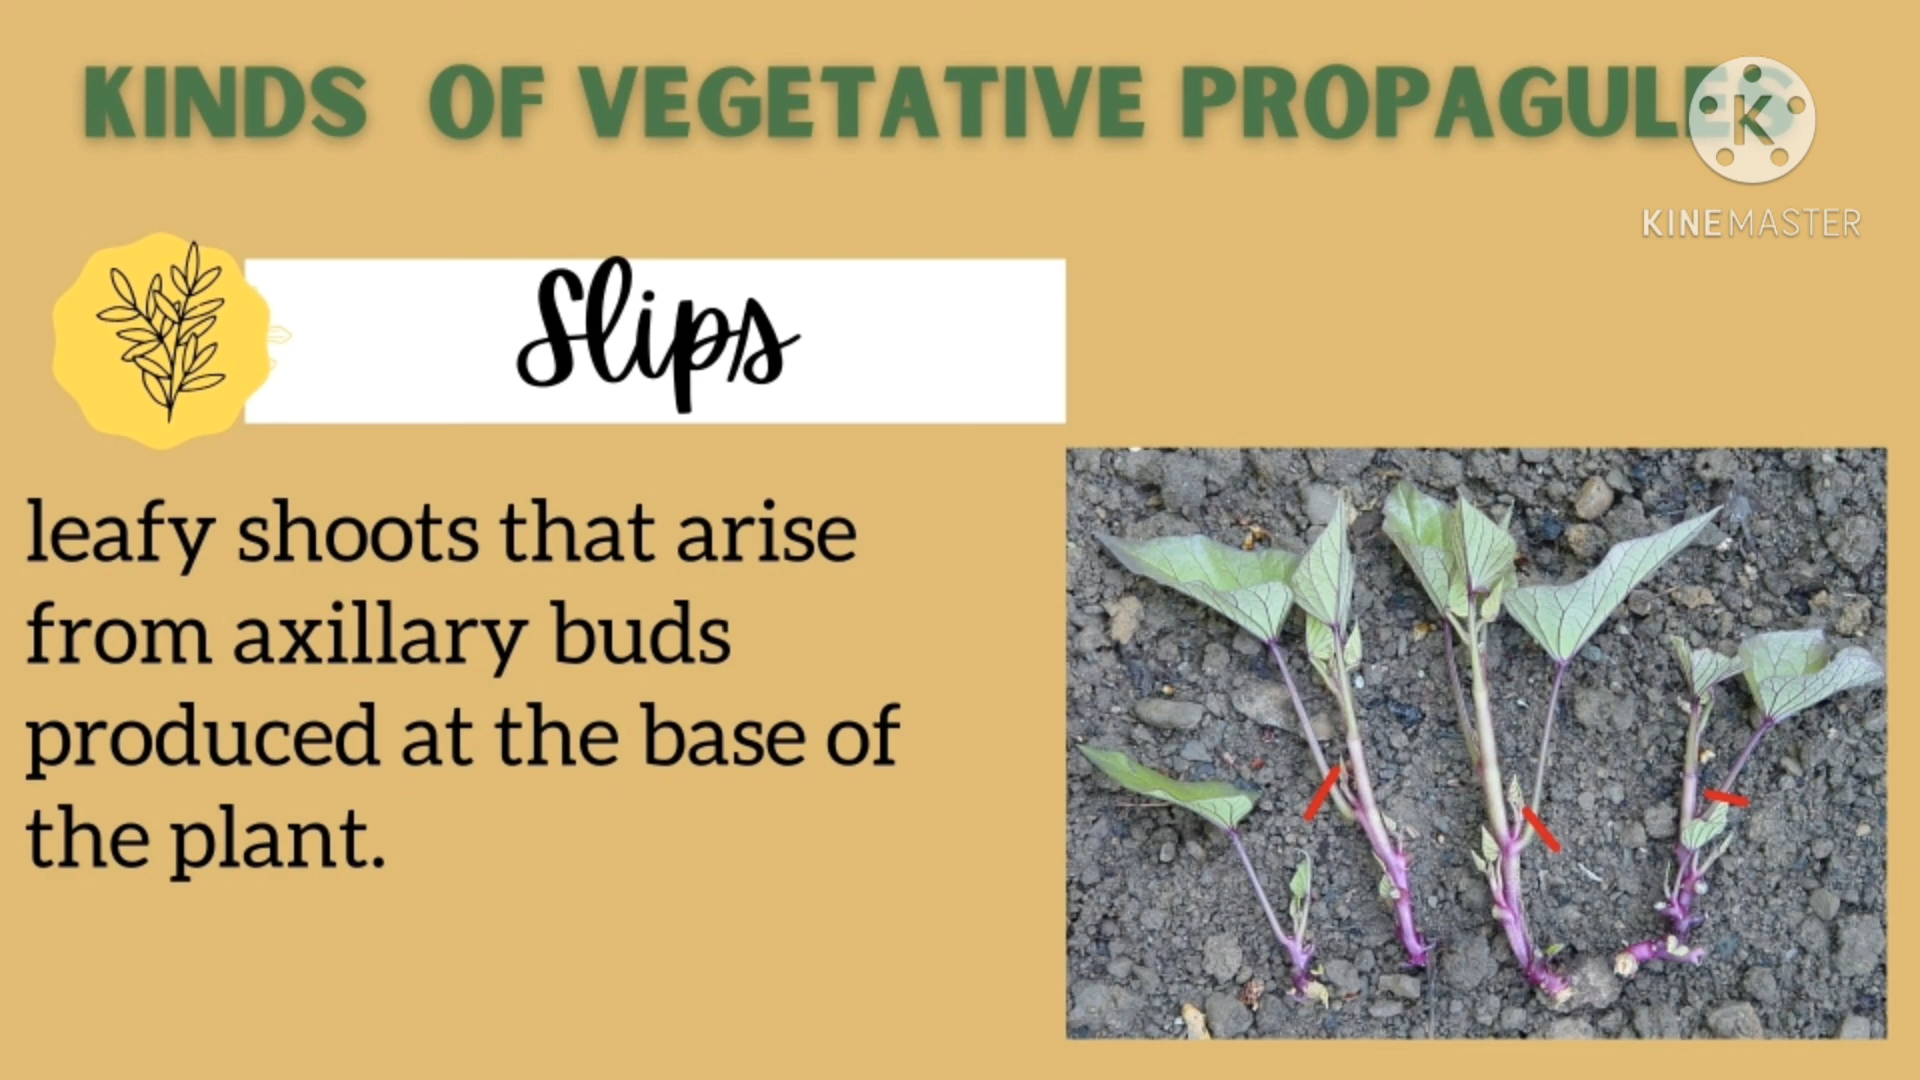 KINDS OF VEGETATIVE PROPAGULES
K
KINEMASTER
Slips
leafy shoots that arise
from axillary buds
produced at the base of
the plant.